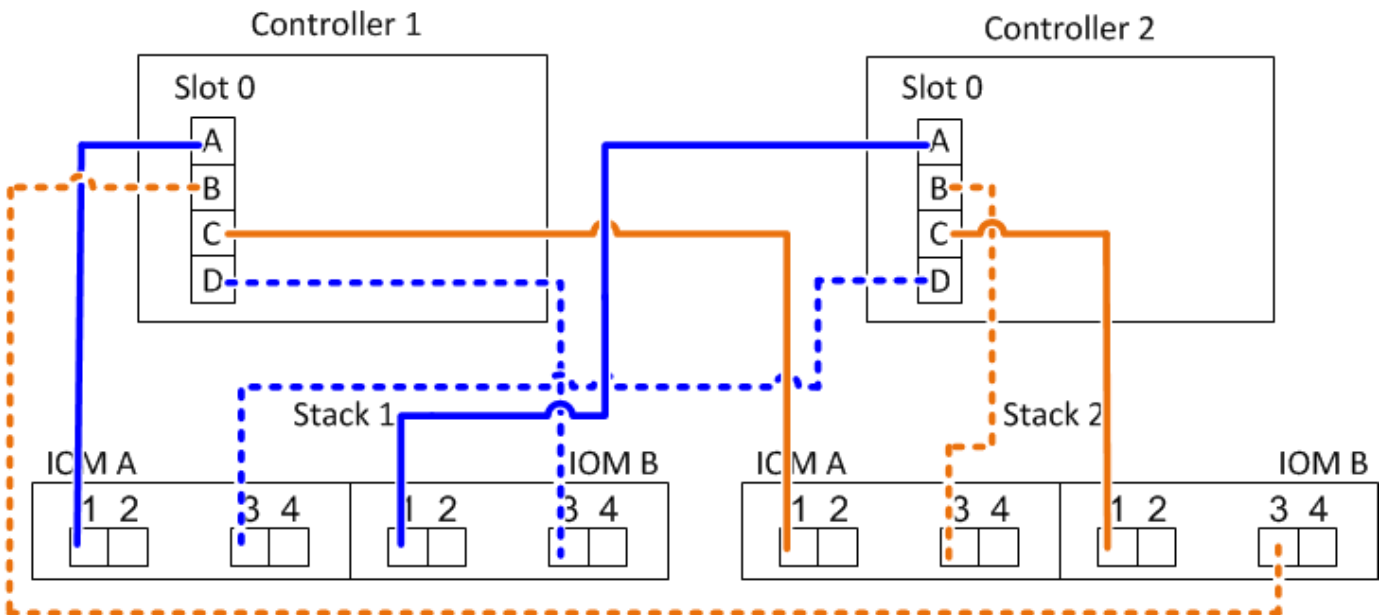 Controller 1
Controller 2
Slot 0
Slot 0
A
A
B
B
C
C
D
D
Stack 1
Stack 2
IOM A
IOM B
IOM A
IOM B
1 2
3 4
1 2
3 4
1 2
3 4
1 2
3 4